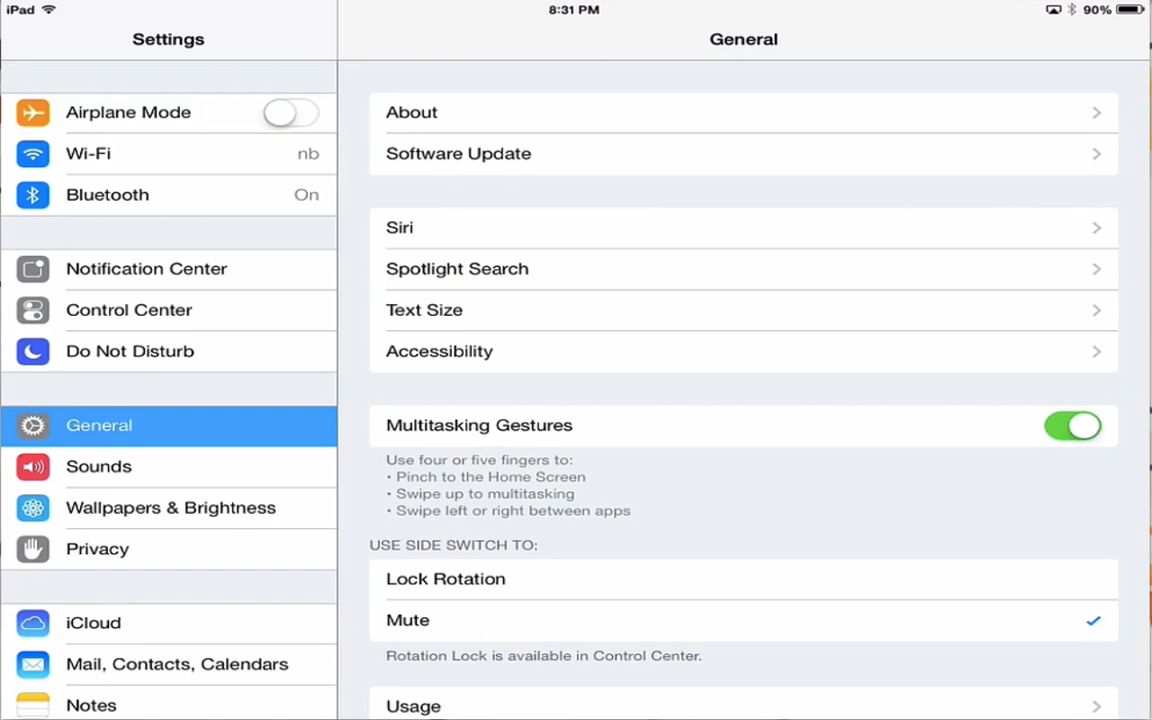 iPad
8:31 PM
90%
Settings
General
Airplane Mode
Wi-Fi
nb
Bluetooth
On
Notification Center
Control Center
Do Not Disturb
General
Sounds
Wallpapers & Brightness
Privacy
iCloud
Mail, Contacts, Calendars
Notes
About
Software Update
Siri
Spotlight Search
Text Size
Accessibility
Multitasking Gestures
Use four or five fingers to:
• Pinch to the Home Screen
• Swipe up to multitasking
• Swipe left or right between apps
USE SIDE SWITCH TO:
Lock Rotation
Mute
Rotation Lock is available in Control Center.
Usage